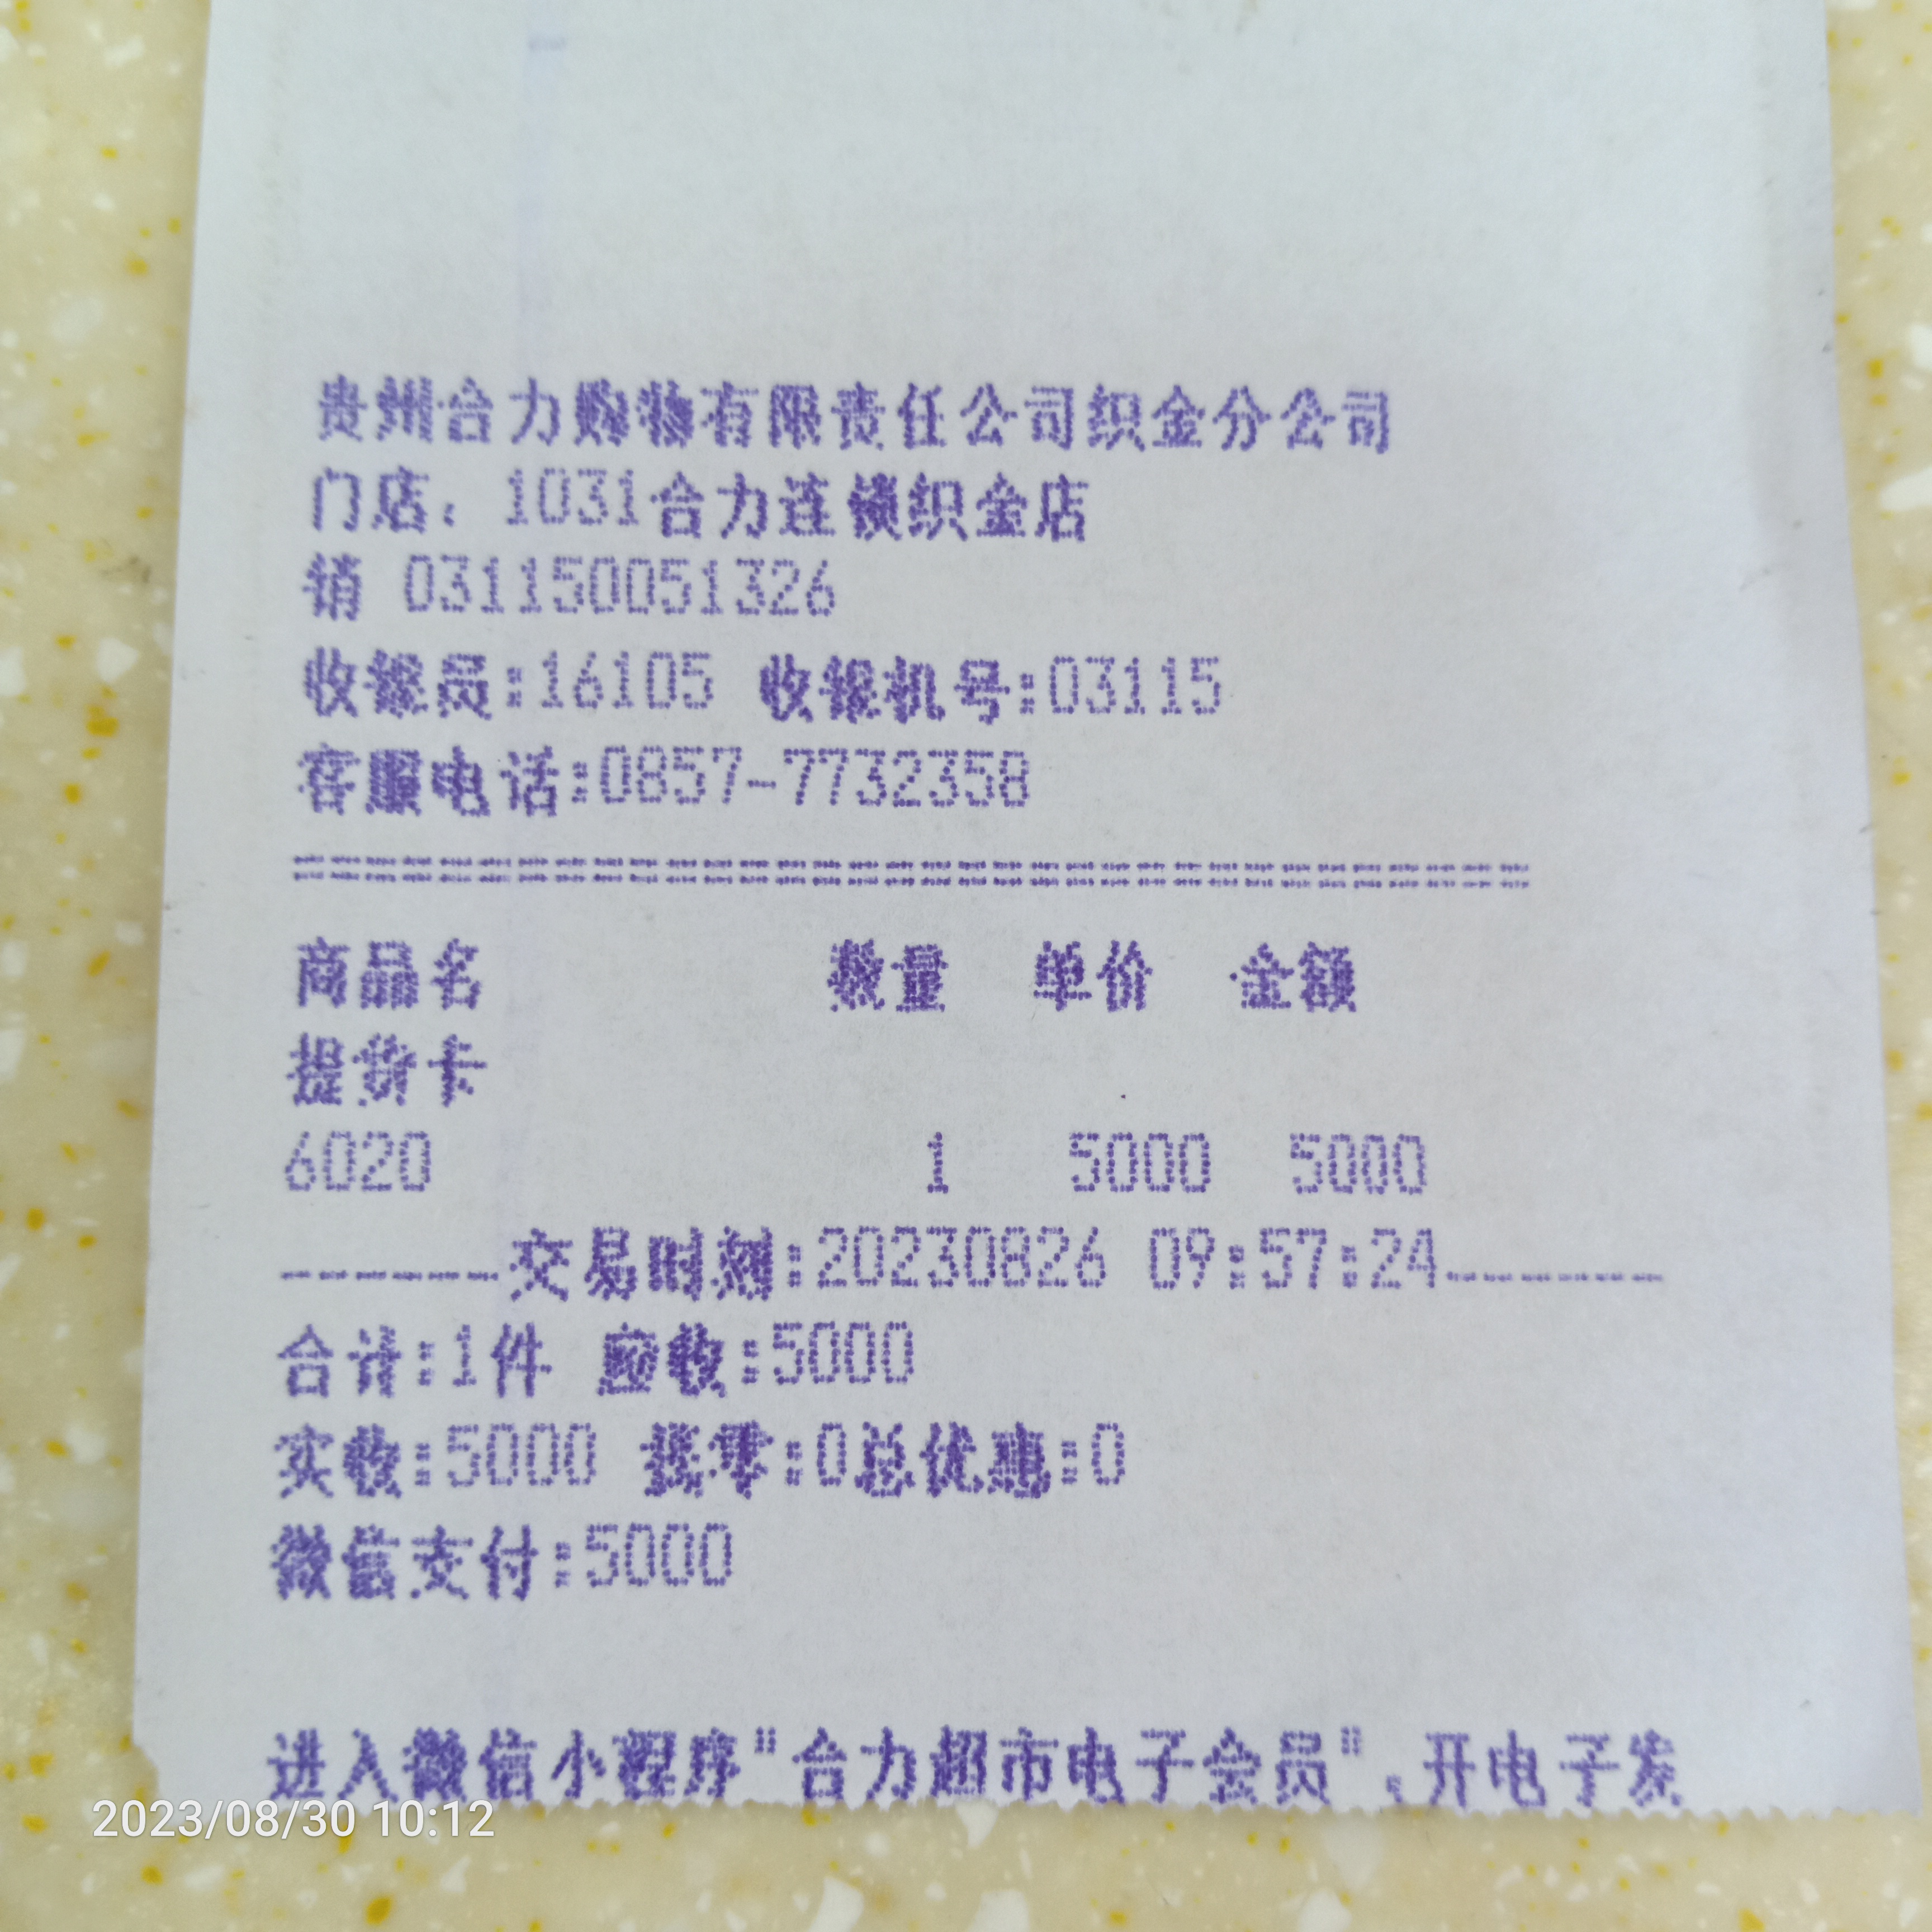 贵州合力购物有限责任公司织金分公司
门店：1031合力连锁织金店
销 031150051326
收银员:16105 收银机号:03115
客服电话:0857-7732358
==================================
商品名 数量 单价 金额
提货卡
6020 1 5000 5000
------交易时刻:20230826 09:57:24------
合计:1件 应收:5000
实收:5000 找零:0总优惠:0
微信支付:5000
进入微信小程序"合力超市电子会员"，开电子发
2023/08/30 10:12